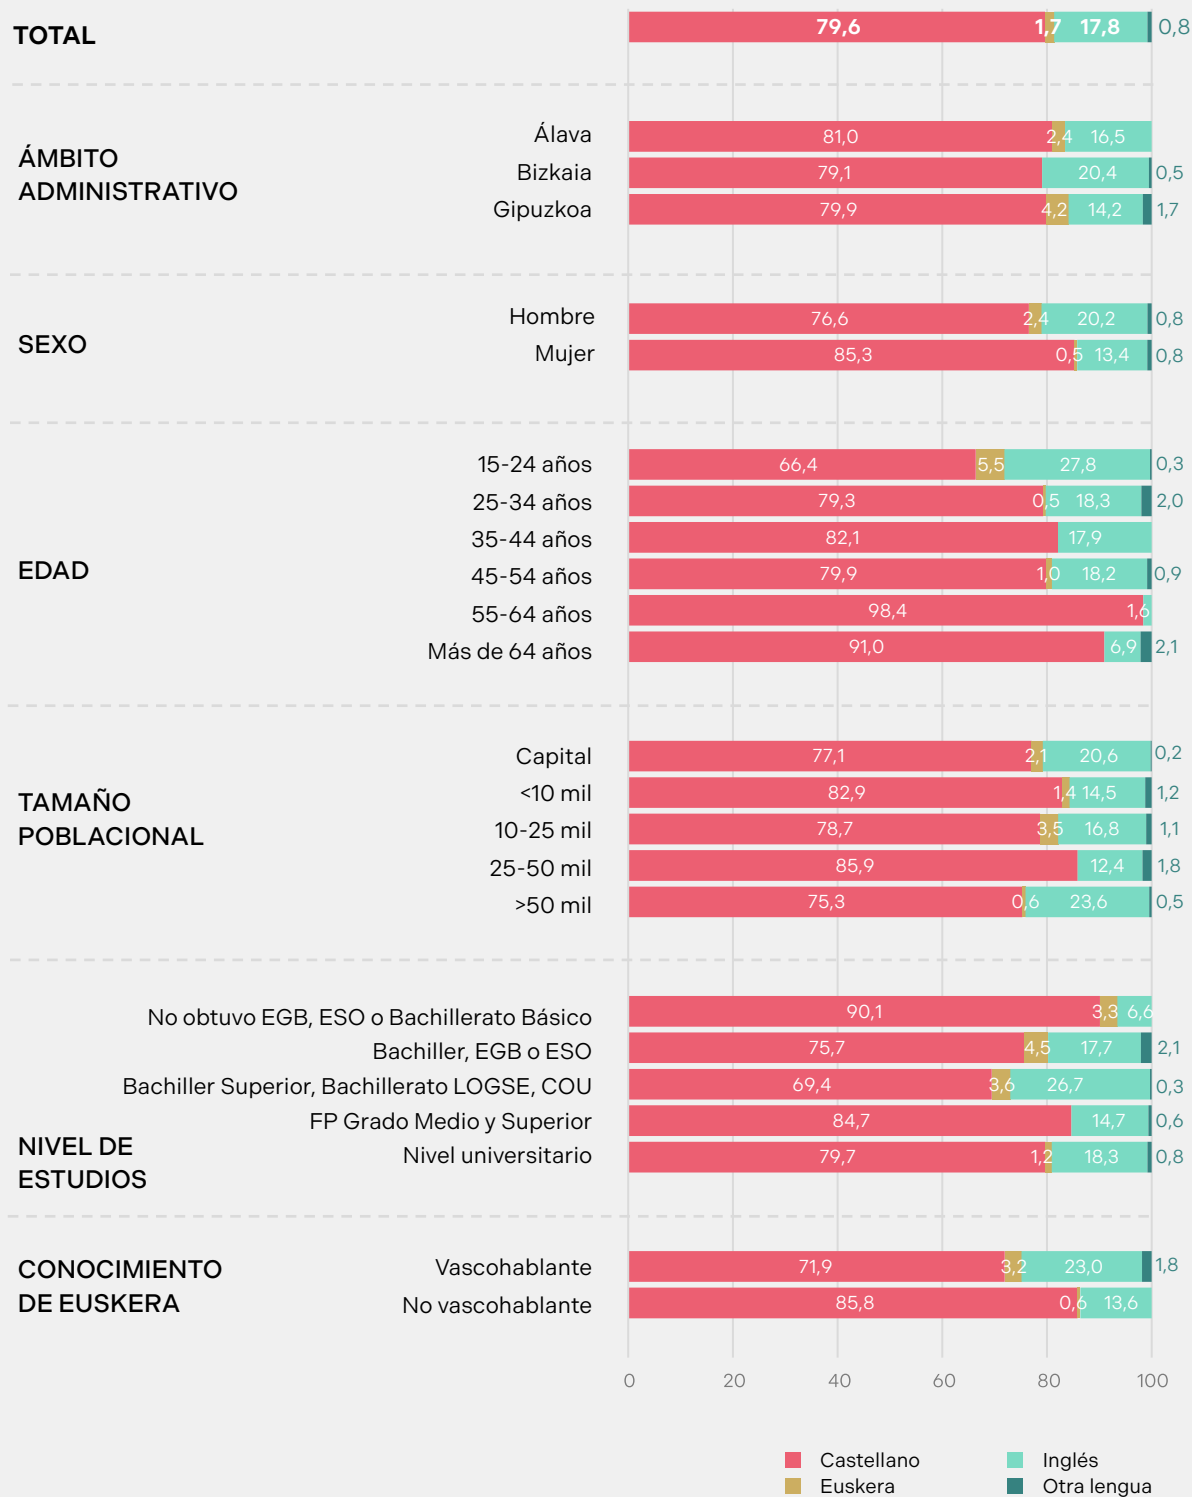 TOTAL 79,6 1,7 17,8 0,8
ÁMBITO
ADMINISTRATIVO
Álava 81,0 2,4 16,5
Bizkaia 79,1 20,4 0,5
Gipuzkoa 79,9 4,2 14,2 1,7
SEXO
Hombre 76,6 2,4 20,2 0,8
Mujer 85,3 0,5 13,4 0,8
EDAD
15-24 años 66,4 5,5 27,8 0,3
25-34 años 79,3 0,5 18,3 2,0
35-44 años 82,1 17,9
45-54 años 79,9 1,0 18,2 0,9
55-64 años 98,4 1,6
Más de 64 años 91,0 6,9 2,1
TAMAÑO
POBLACIONAL
Capital 77,1 2,1 20,6 0,2
<10 mil 82,9 1,4 14,5 1,2
10-25 mil 78,7 3,5 16,8 1,1
25-50 mil 85,9 12,4 1,8
>50 mil 75,3 0,6 23,6 0,5
NIVEL DE
ESTUDIOS
No obtuvo EGB, ESO o Bachillerato Básico 90,1 3,3 6,6
Bachiller, EGB o ESO 75,7 4,5 17,7 2,1
Bachiller Superior, Bachillerato LOGSE, COU 69,4 3,6 26,7 0,3
FP Grado Medio y Superior 84,7 14,7 0,6
Nivel universitario 79,7 1,2 18,3 0,8
CONOCIMIENTO
DE EUSKERA
Vascohablante 71,9 3,2 23,0 1,8
No vascohablante 85,8 0,6 13,6
0 20 40 60 80 100
Castellano Inglés
Euskera Otra lengua